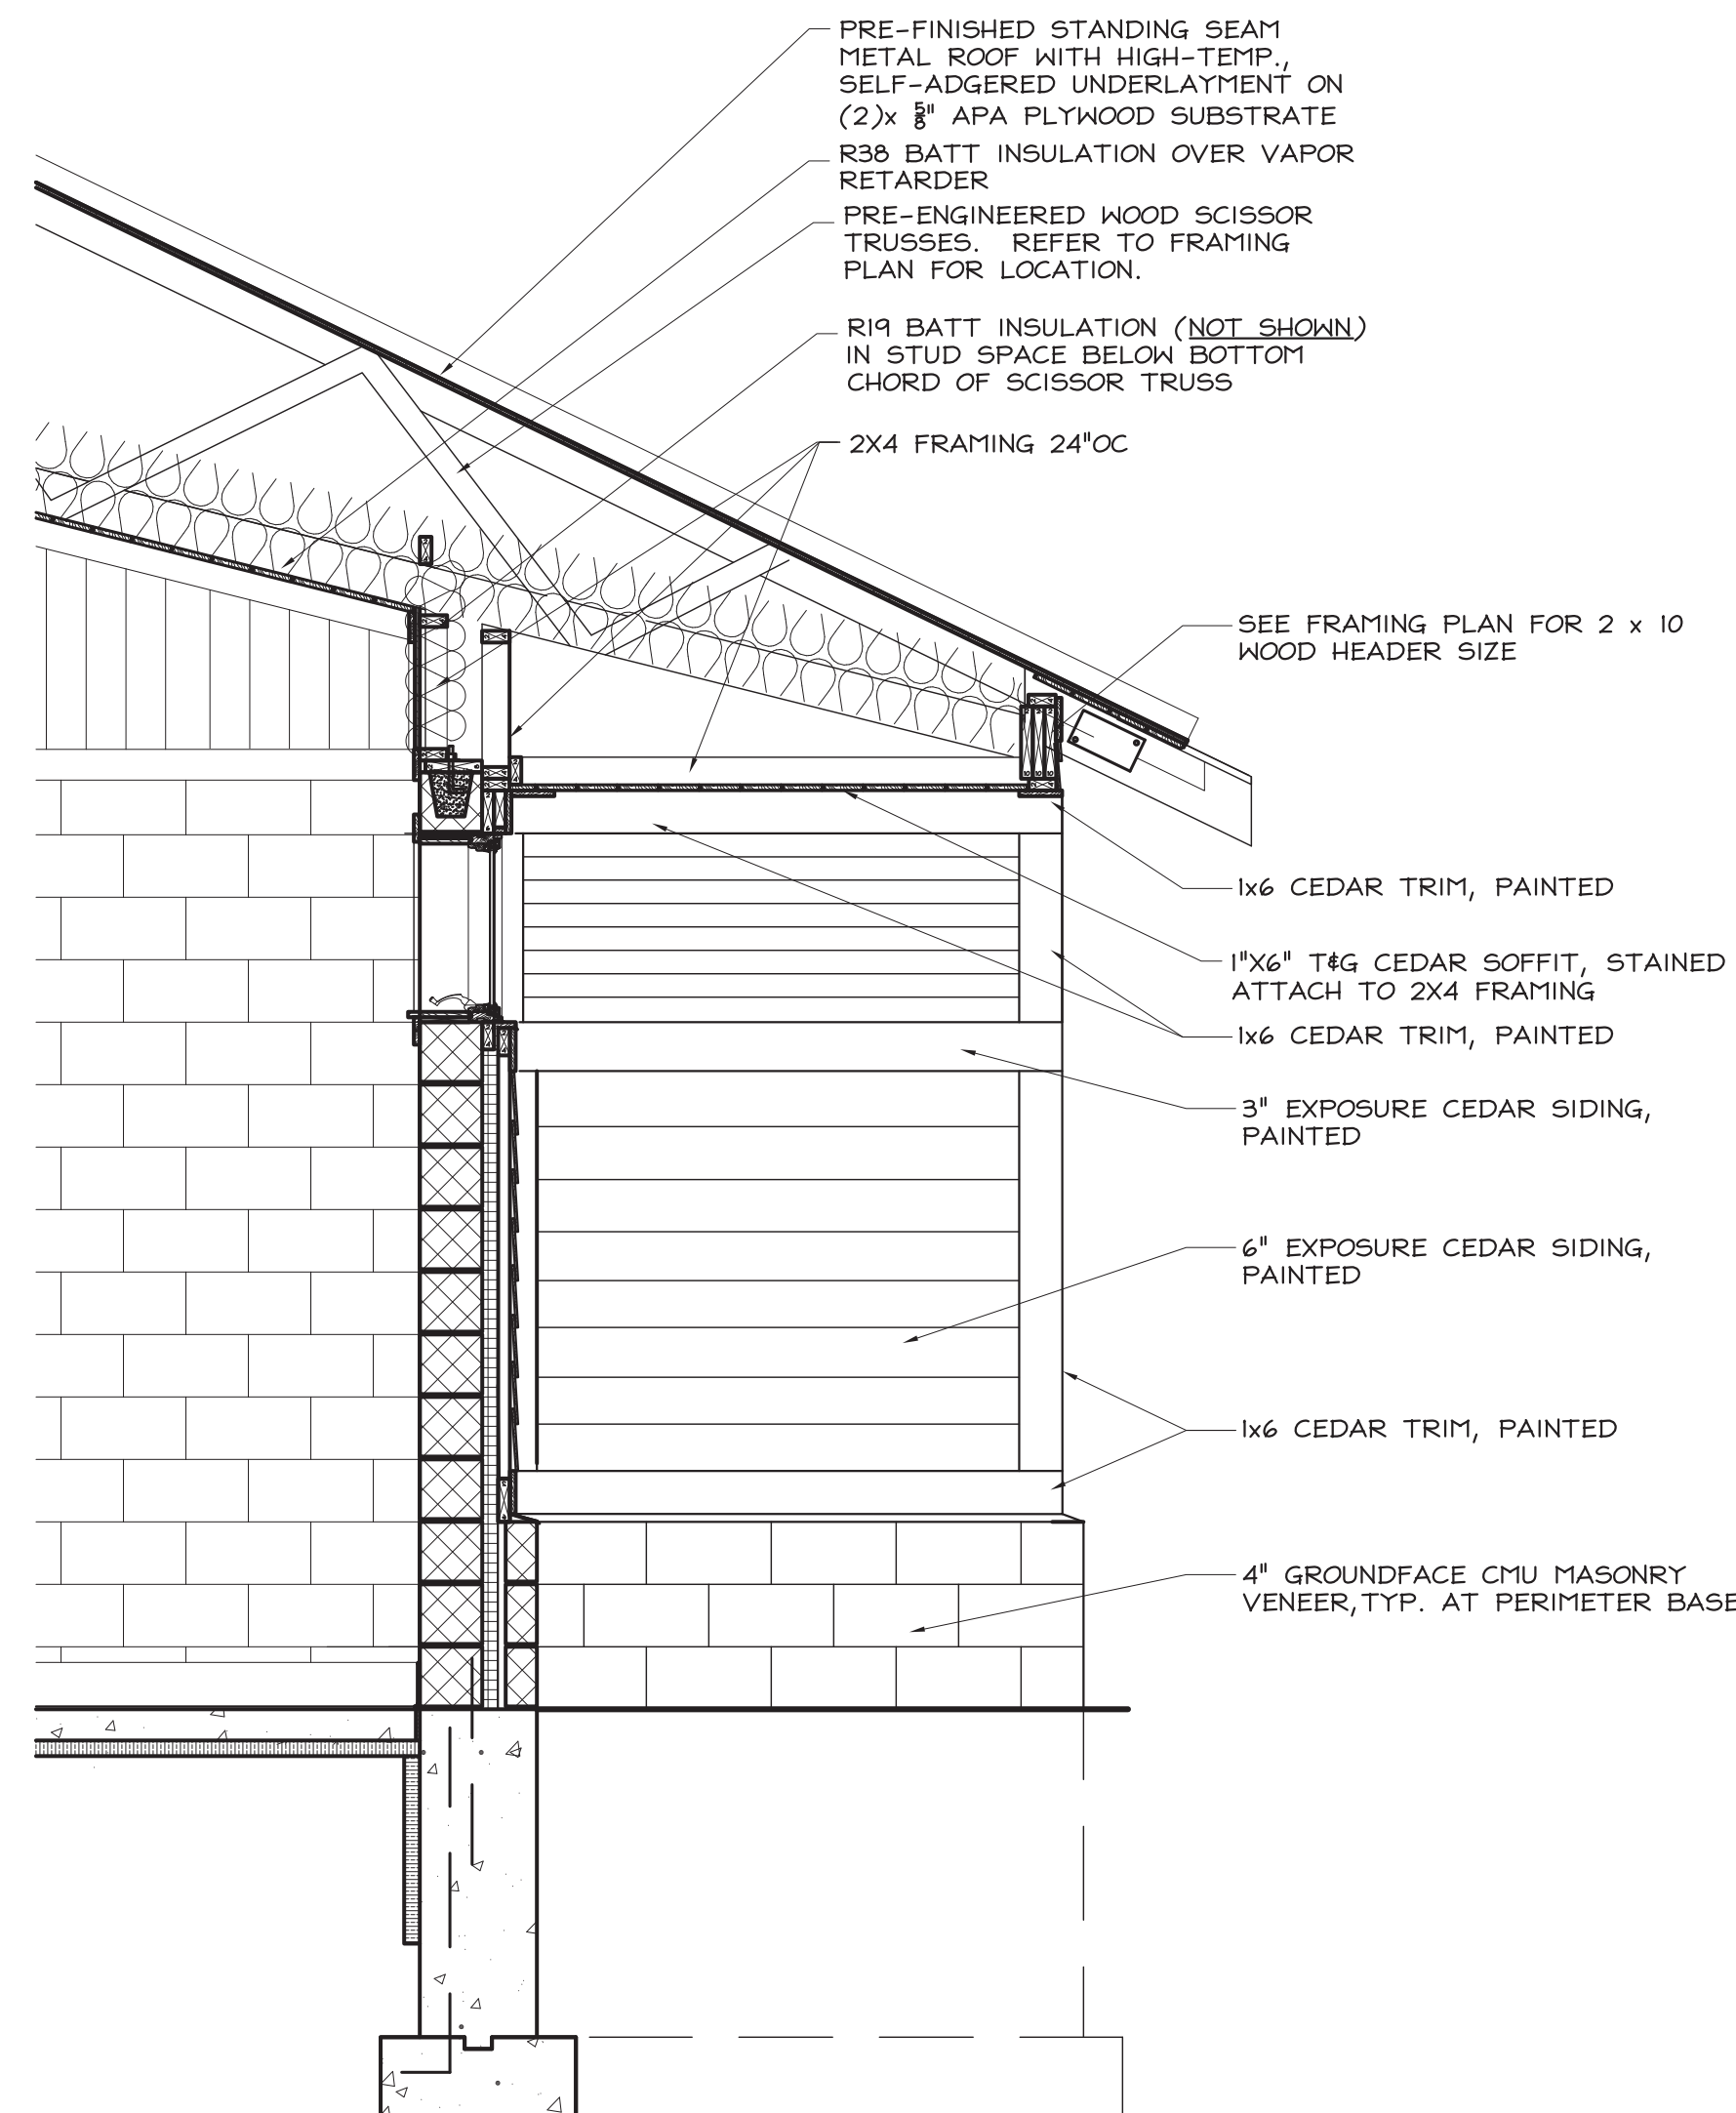 PRE-FINISHED STANDING SEAM
METAL ROOF WITH HIGH-TEMP.,
SELF-ADGERED UNDERLAYMENT ON
(2)x 5/8" APA PLYWOOD SUBSTRATE
R38 BATT INSULATION OVER VAPOR
RETARDER
PRE-ENGINEERED WOOD SCISSOR
TRUSSES. REFER TO FRAMING
PLAN FOR LOCATION.
R19 BATT INSULATION (NOT SHOWN)
IN STUD SPACE BELOW BOTTOM
CHORD OF SCISSOR TRUSS
2X4 FRAMING 24"OC
SEE FRAMING PLAN FOR 2 x 10
WOOD HEADER SIZE
1x6 CEDAR TRIM, PAINTED
1"X6" T&G CEDAR SOFFIT, STAINED
ATTACH TO 2X4 FRAMING
1x6 CEDAR TRIM, PAINTED
3" EXPOSURE CEDAR SIDING,
PAINTED
6" EXPOSURE CEDAR SIDING,
PAINTED
1x6 CEDAR TRIM, PAINTED
4" GROUNDFACE CMU MASONRY
VENEER, TYP. AT PERIMETER BASE